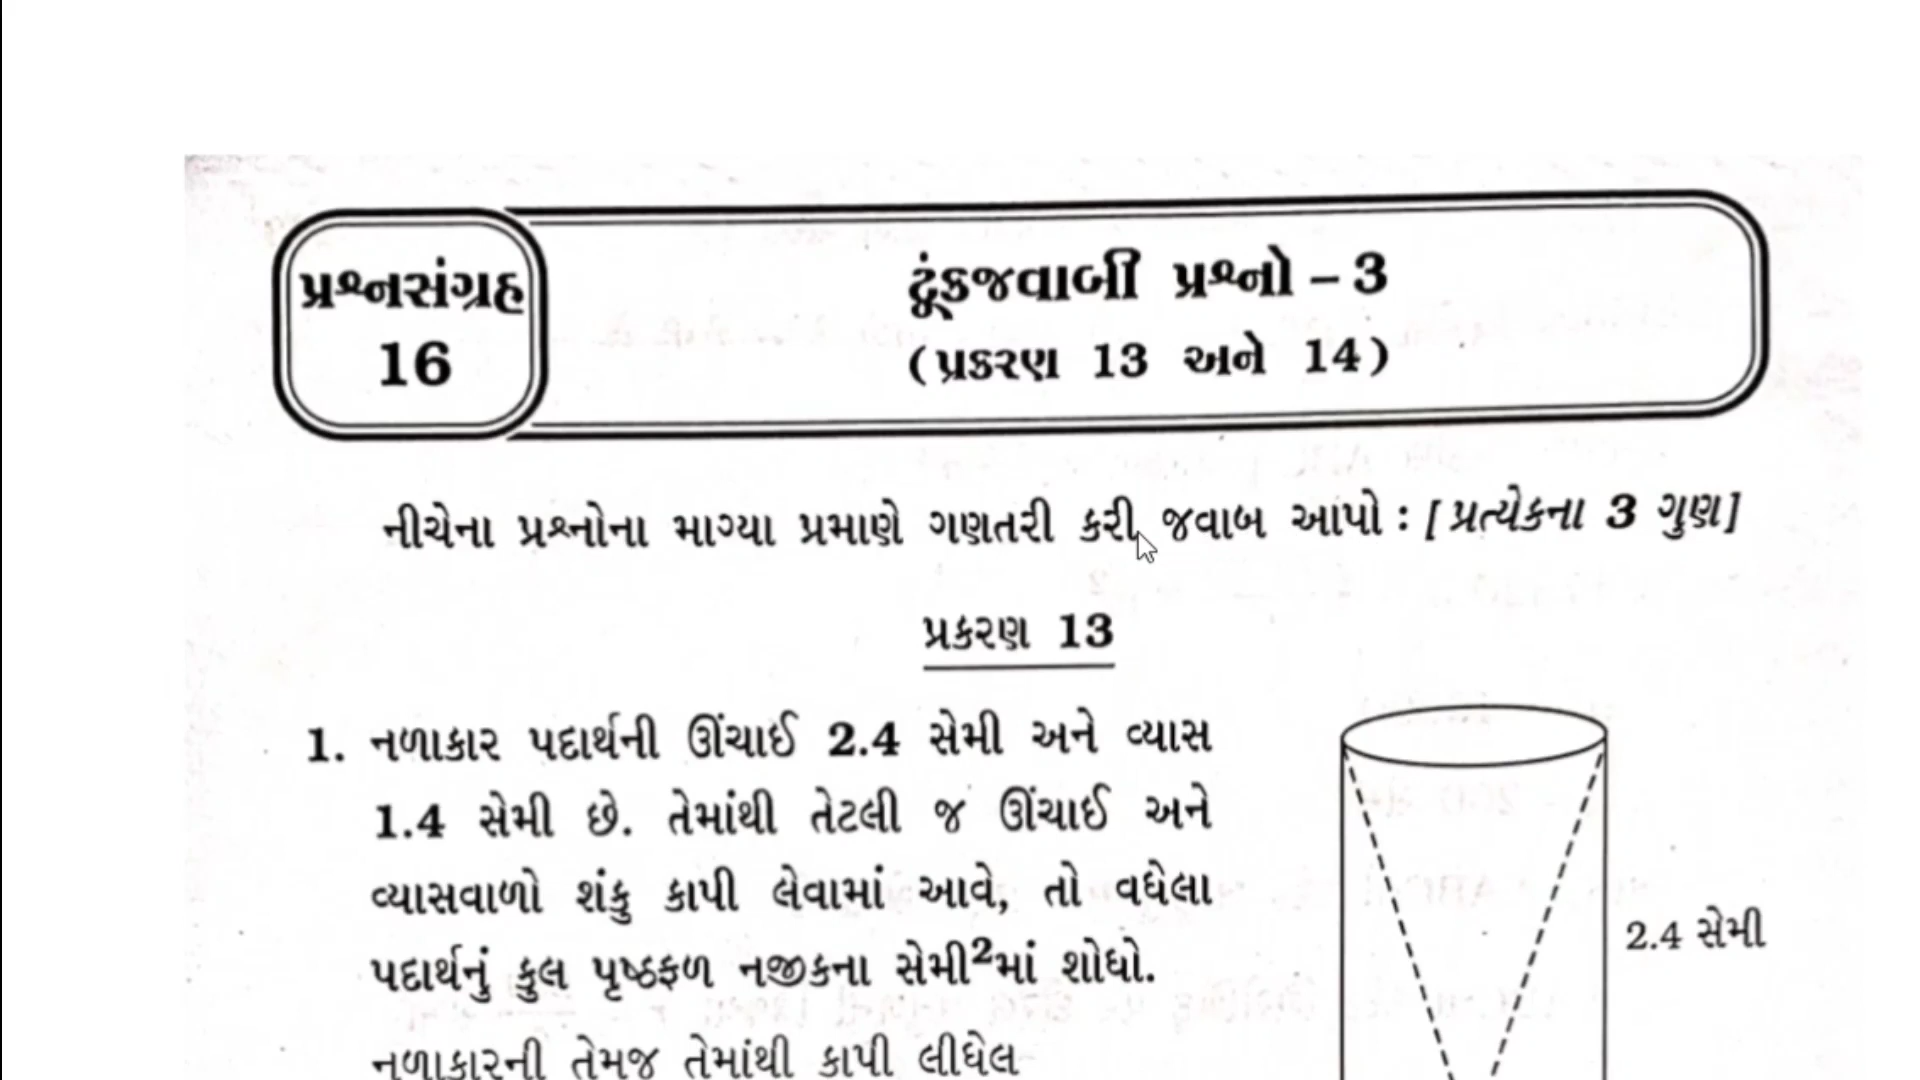 પ્રશ્નસંગ્રહ
16
ટૂંકજવાબી પ્રશ્નો – 3
(પ્રકરણ 13 અને 14)
નીચેના પ્રશ્નોના માગ્યા પ્રમાણે ગણતરી કરી જવાબ આપો : [પ્રત્યેકના 3 ગુણ]
પ્રકરણ 13
1. નળાકાર પદાર્થની ઊંચાઈ 2.4 સેમી અને વ્યાસ
1.4 સેમી છે. તેમાંથી તેટલી જ ઊંચાઈ અને
વ્યાસવાળો શંકુ કાપી લેવામાં આવે, તો વધેલા
પદાર્થનું કુલ પૃષ્ઠફળ નજીકના સેમી²માં શોધો.
2.4 સેમી
નળાકારની તેમજ તેમાંથી કાપી લીધેલ